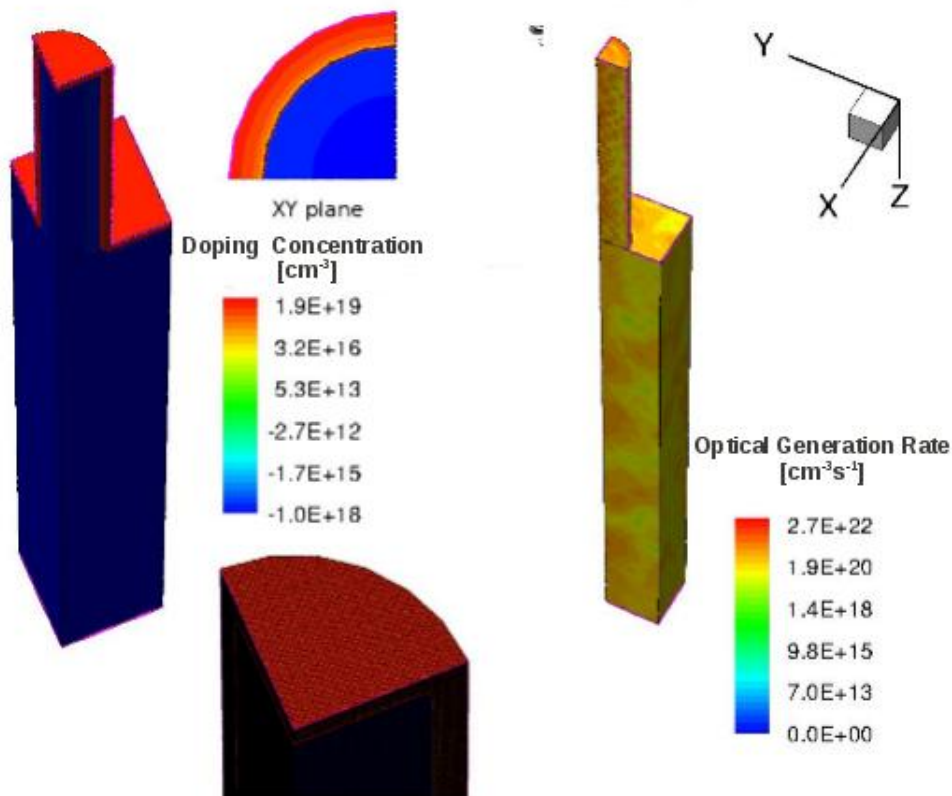 XY plane
Doping Concentration
[cm-³]
1.9E+19
3.2E+16
5.3E+13
-2.7E+12
-1.7E+15
-1.0E+18
Y
X
Z
Optical Generation Rate
[cm-³s-¹]
2.7E+22
1.9E+20
1.4E+18
9.8E+15
7.0E+13
0.0E+00